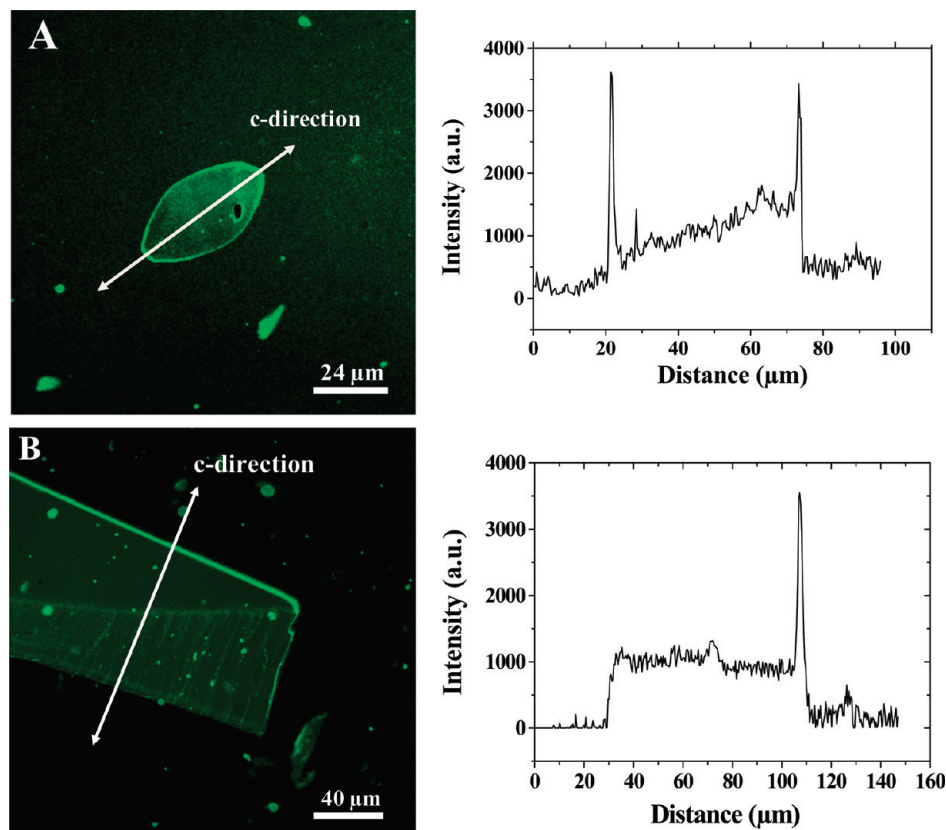 A
c-direction
24 μm
4000
3000
2000
1000
0
Intensity (a.u.)
0 20 40 60 80 100
Distance (μm)
B
c-direction
40 μm
4000
3000
2000
1000
0
Intensity (a.u.)
0 20 40 60 80 100 120 140 160
Distance (μm)